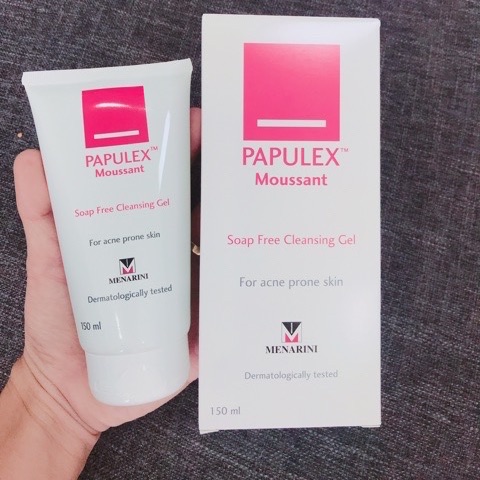 PAPULEX™
Moussant
Soap Free Cleansing Gel
For acne prone skin
MENARINI
Dermatologically tested
150 ml
PAPULEX™
Moussant
Soap Free Cleansing Gel
For acne prone skin
MENARINI
Dermatologically tested
150 ml